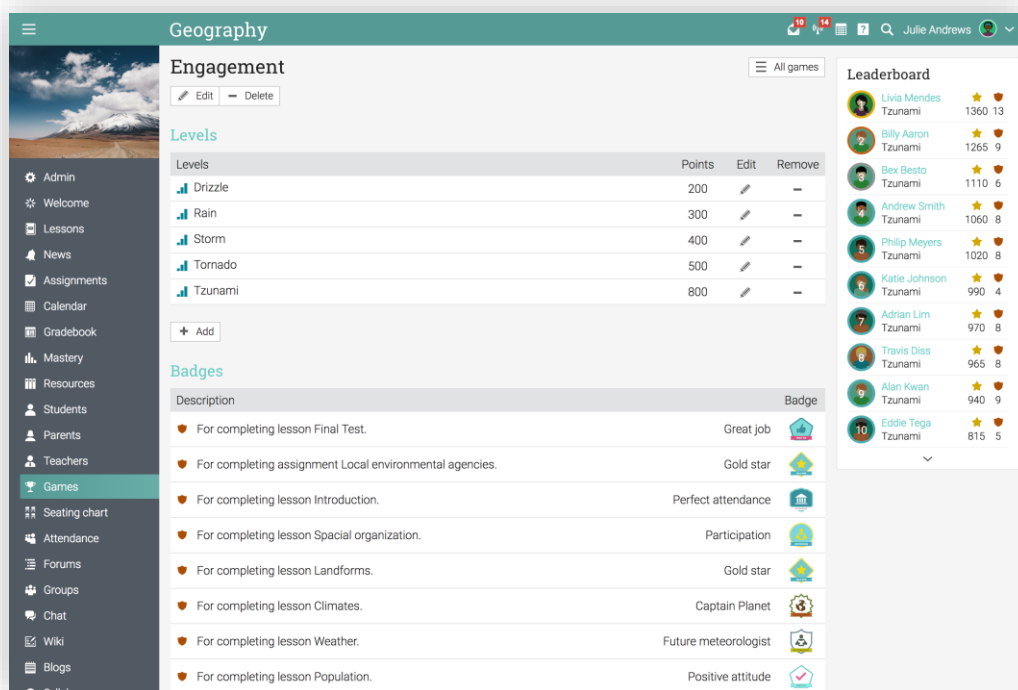 Geography
10
14
?
Julie Andrews
Admin
Welcome
Lessons
News
Assignments
Calendar
Gradebook
Mastery
Resources
Students
Parents
Teachers
Games
Seating chart
Attendance
Forums
Groups
Chat
Wiki
Blogs
Engagement
All games
Edit
Delete
Levels
Levels Points Edit Remove
Drizzle 200
Rain 300
Storm 400
Tornado 500
Tzunami 800
+ Add
Badges
Description Badge
For completing lesson Final Test. Great job
For completing assignment Local environmental agencies. Gold star
For completing lesson Introduction. Perfect attendance
For completing lesson Spacial organization. Participation
For completing lesson Landforms. Gold star
For completing lesson Climates. Captain Planet
For completing lesson Weather. Future meteorologist
For completing lesson Population. Positive attitude
Leaderboard
Livia Mendes
Tzunami 1360 13
2 Billy Aaron
Tzunami 1265 9
3 Bex Besto
Tzunami 1110 6
Andrew Smith
Tzunami 1060 8
5 Philip Meyers
Tzunami 1020 8
6 Katie Johnson
Tzunami 990 4
7 Adrian Lim
Tzunami 970 8
8 Travis Diss
Tzunami 965 8
9 Alan Kwan
Tzunami 940 9
10 Eddie Tega
Tzunami 815 5